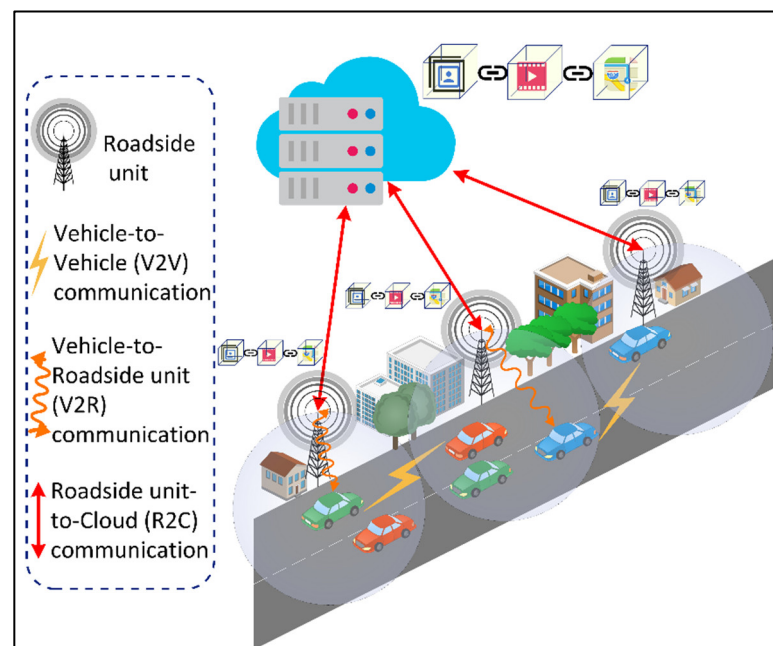 Roadside
unit
Vehicle-to-
Vehicle (V2V)
communication
Vehicle-to-
Roadside unit
(V2R)
communication
Roadside unit-
to-Cloud (R2C)
communication